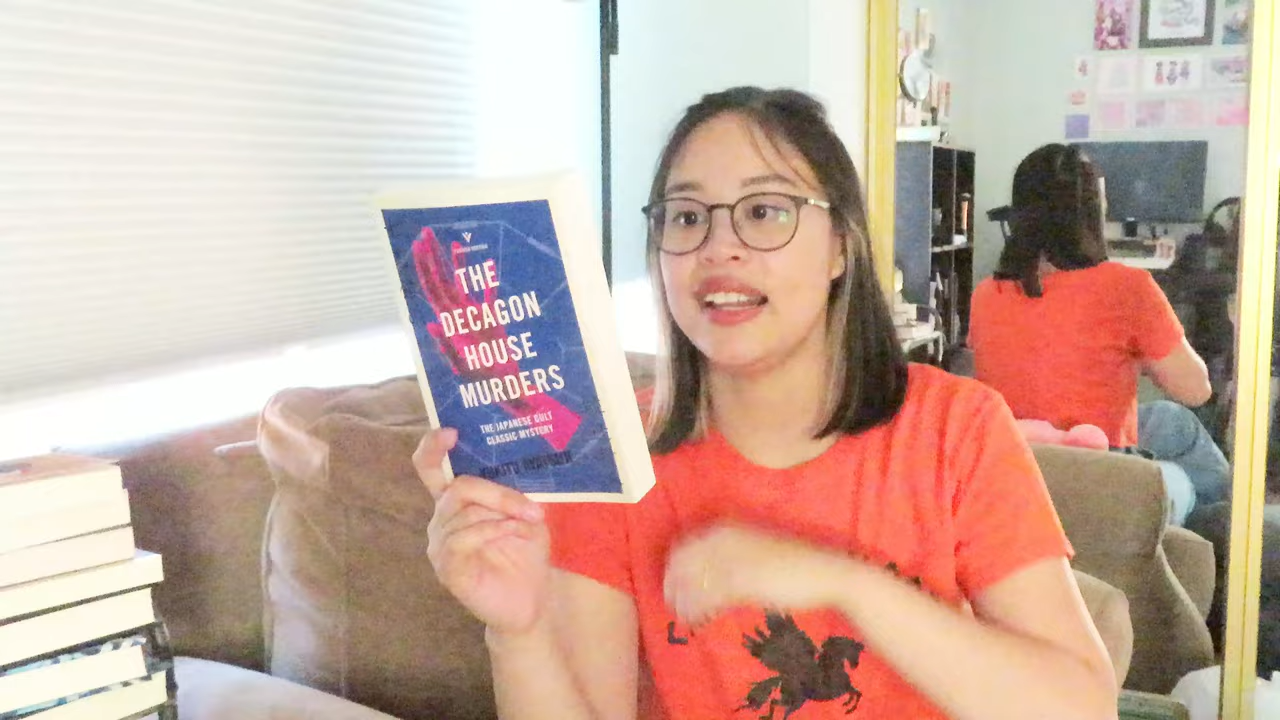 THE
DECAGON
HOUSE
MURDERS
THE JAPANESE CULT
CLASSIC MYSTERY